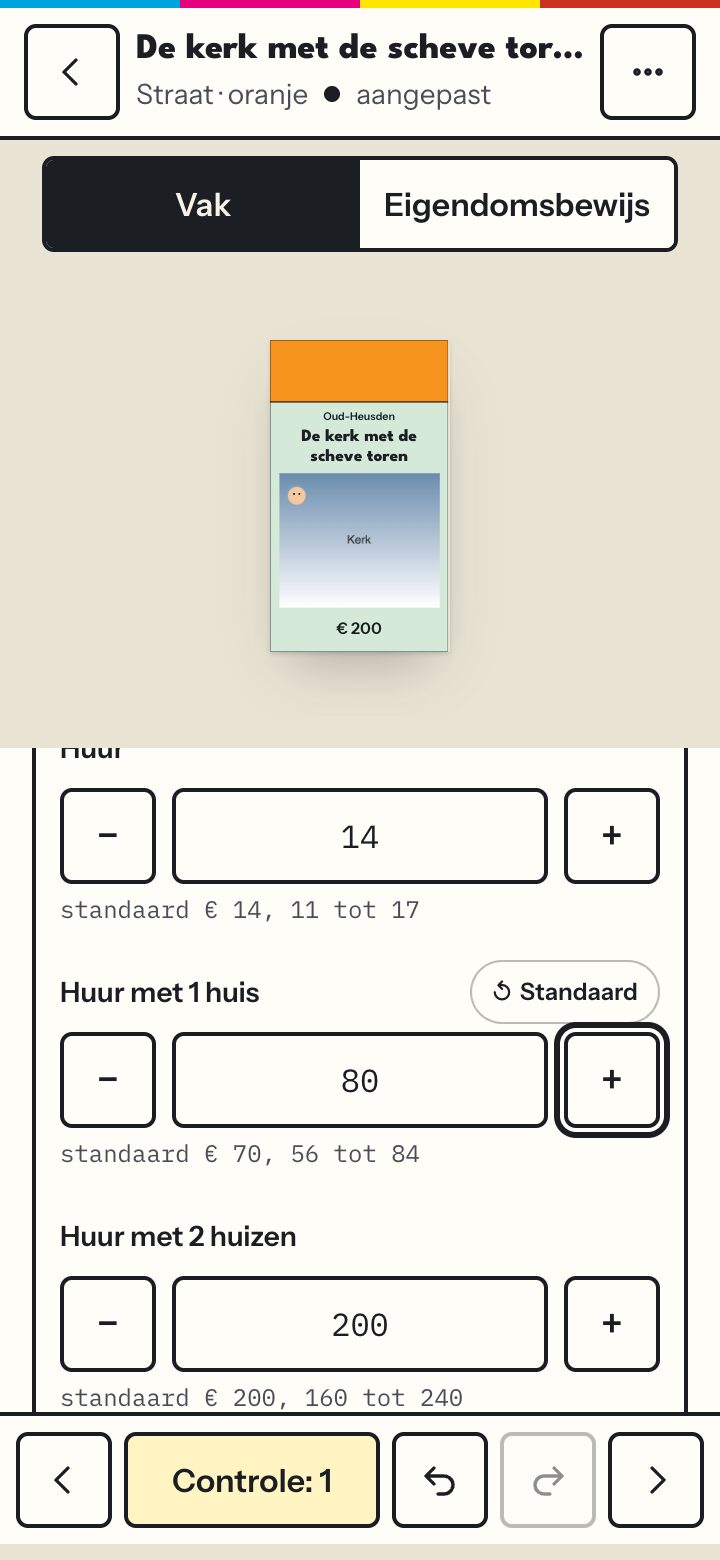 De kerk met de scheve tor...
Straat · oranje ● aangepast
Vak
Eigendomsbewijs
Oud-Heusden
De kerk met de
scheve toren
Kerk
€ 200
Huur
− 14 +
standaard € 14, 11 tot 17
Huur met 1 huis
Standaard
− 80 +
standaard € 70, 56 tot 84
Huur met 2 huizen
− 200 +
standaard € 200, 160 tot 240
Controle: 1